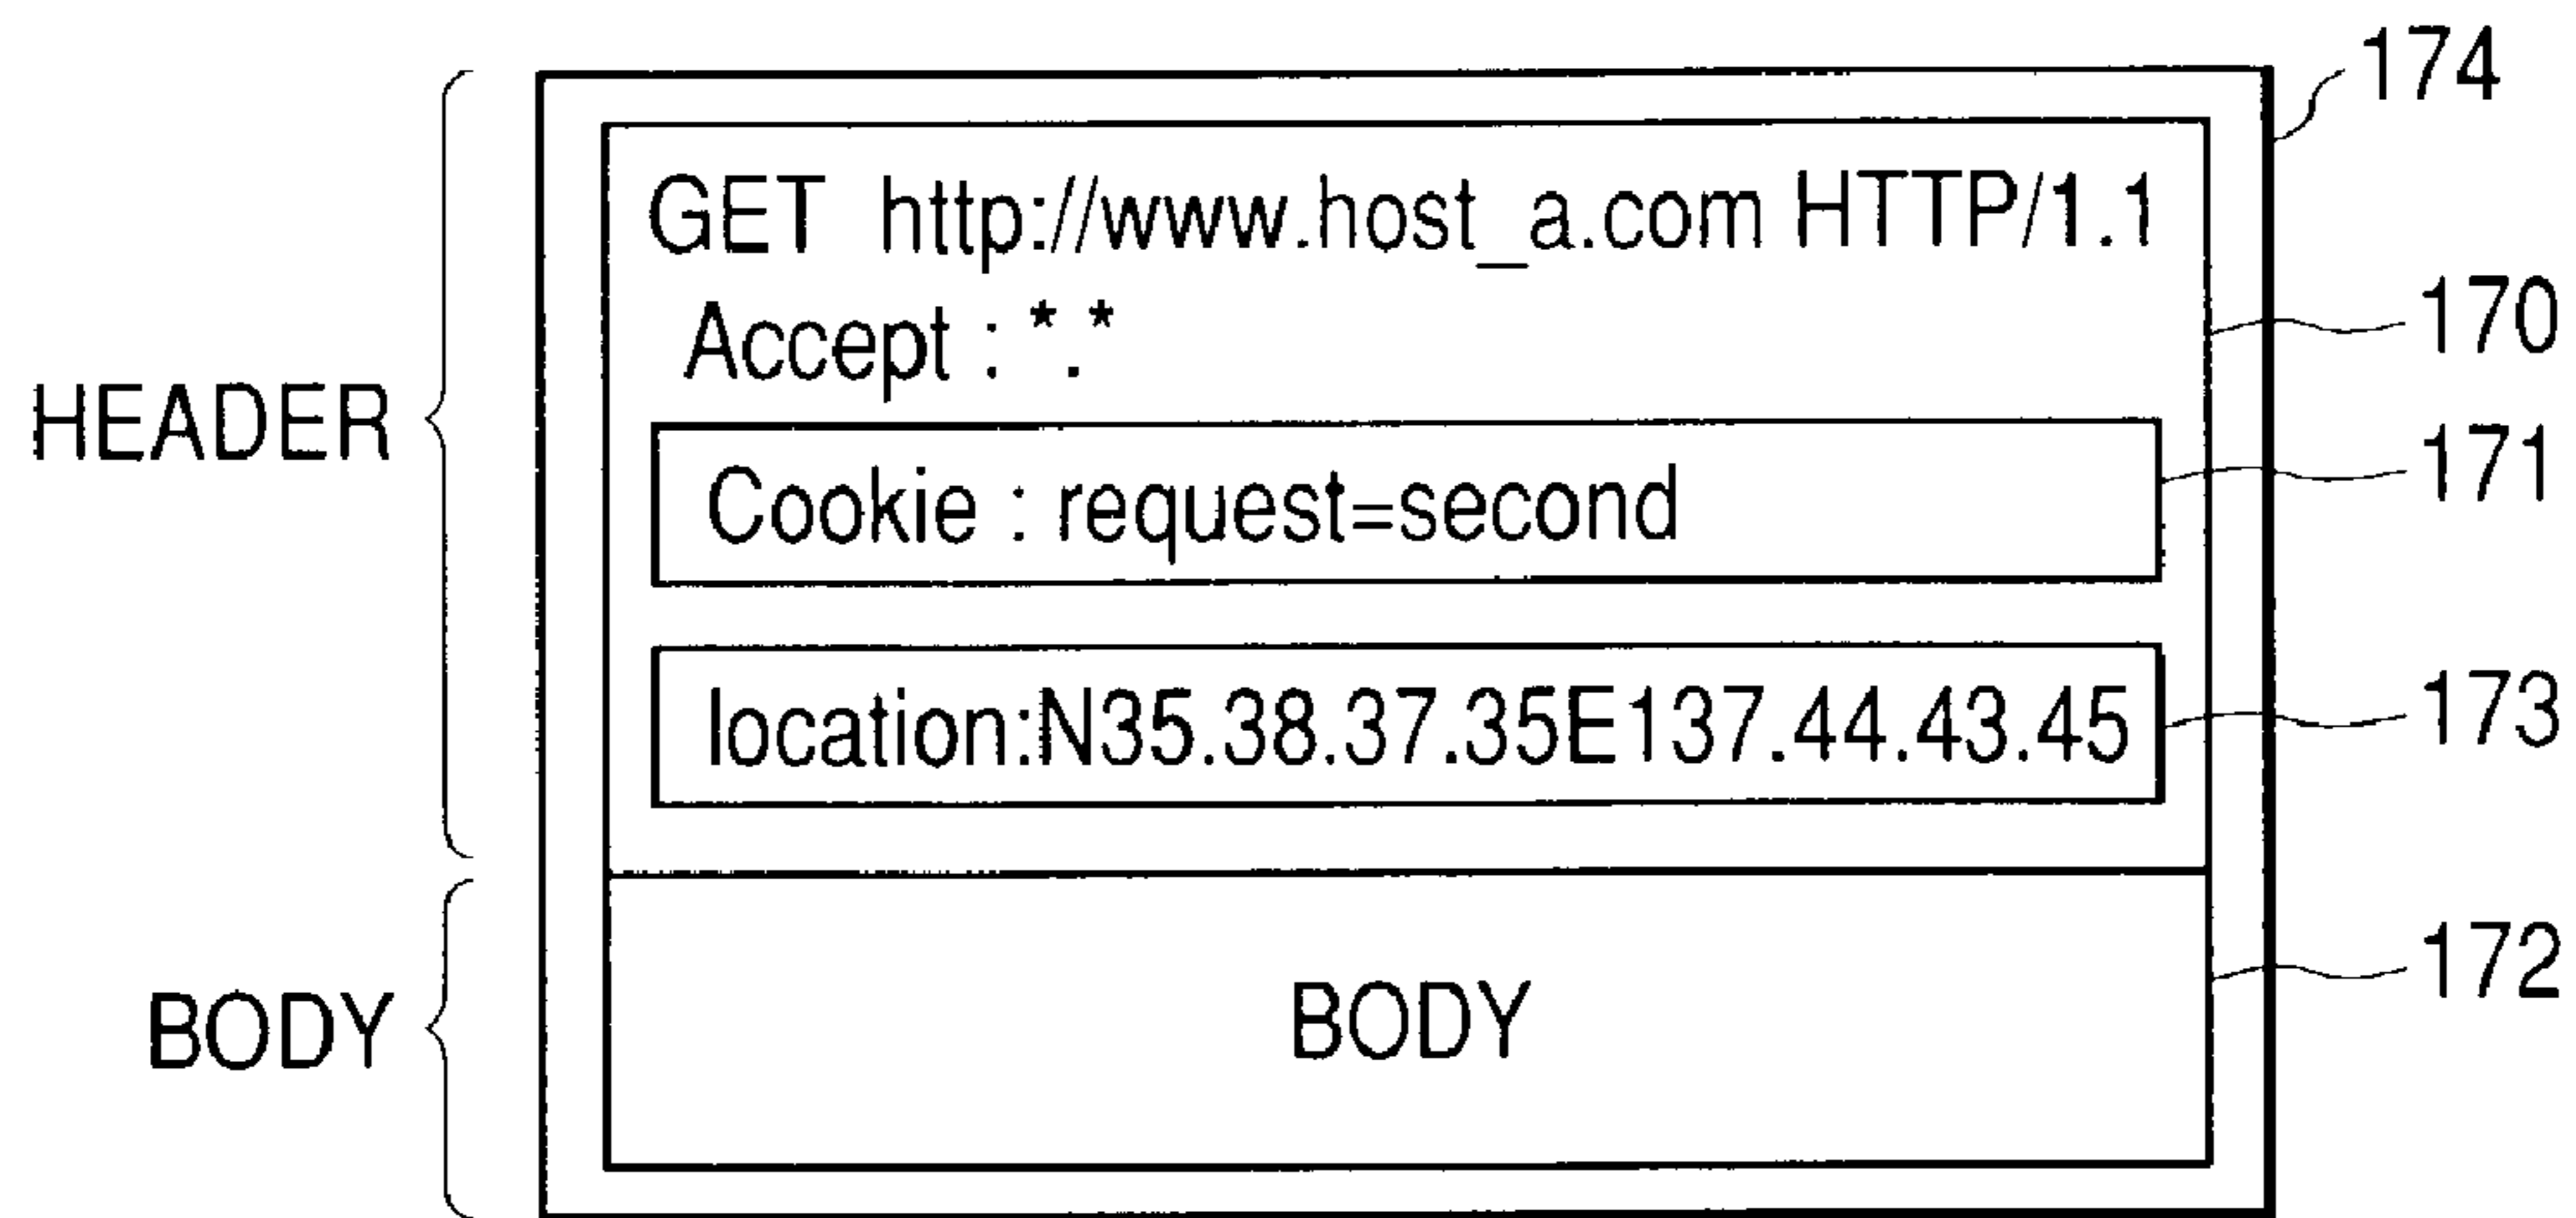 174
GET http://www.host_a.com HTTP/1.1
170
Accept : *.*
HEADER
171
Cookie : request=second
173
location:N35.38.37.35E137.44.43.45
172
BODY
BODY